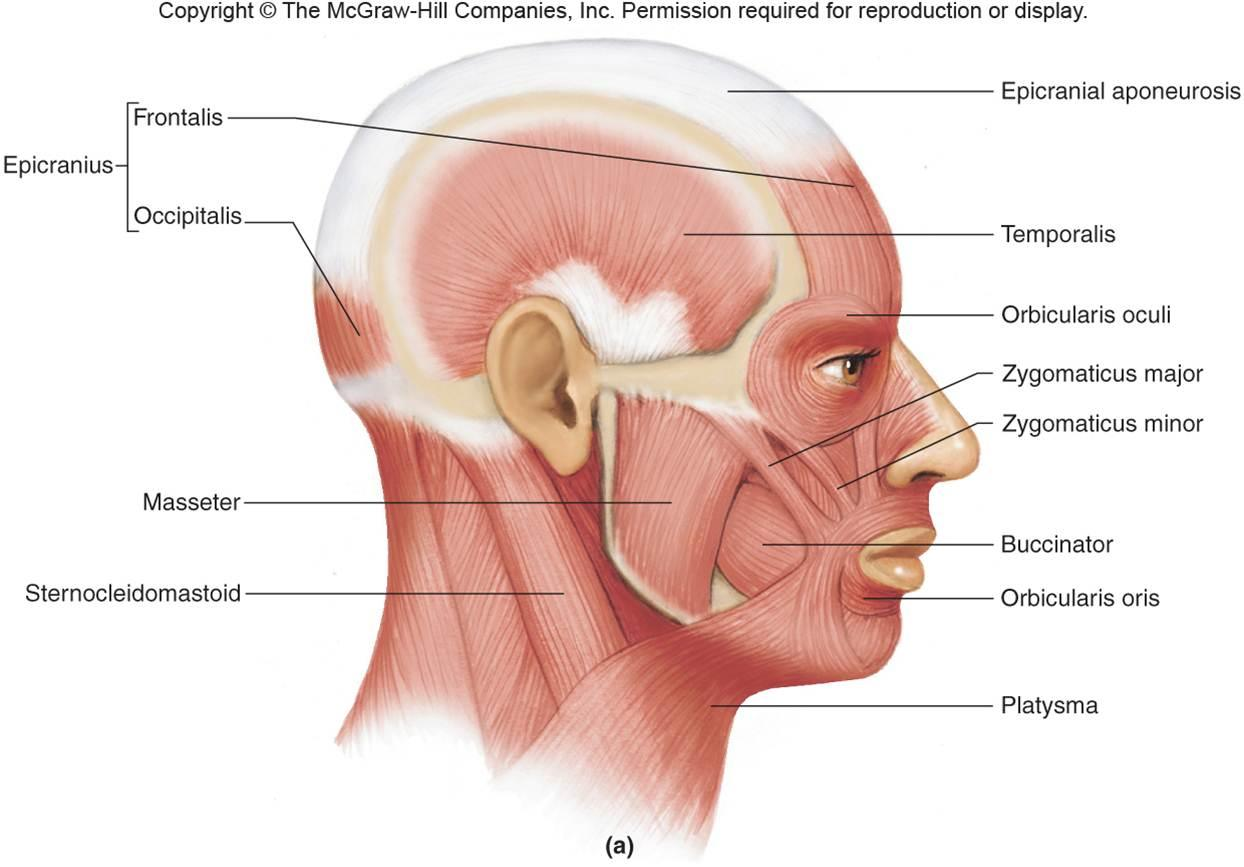 Copyright © The McGraw-Hill Companies, Inc. Permission required for reproduction or display.
Epicranial aponeurosis
Frontalis
Epicranius
Occipitalis
Temporalis
Orbicularis oculi
Zygomaticus major
Zygomaticus minor
Masseter
Buccinator
Sternocleidomastoid
Orbicularis oris
Platysma
(a)